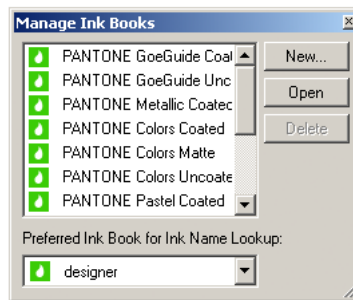 Manage Ink Books
PANTONE GoeGuide Coat
PANTONE GoeGuide Unc
PANTONE Metallic Coated
PANTONE Colors Coated
PANTONE Colors Matte
PANTONE Colors Uncoate
PANTONE Pastel Coated
New...
Open
Delete
Preferred Ink Book for Ink Name Lookup:
designer